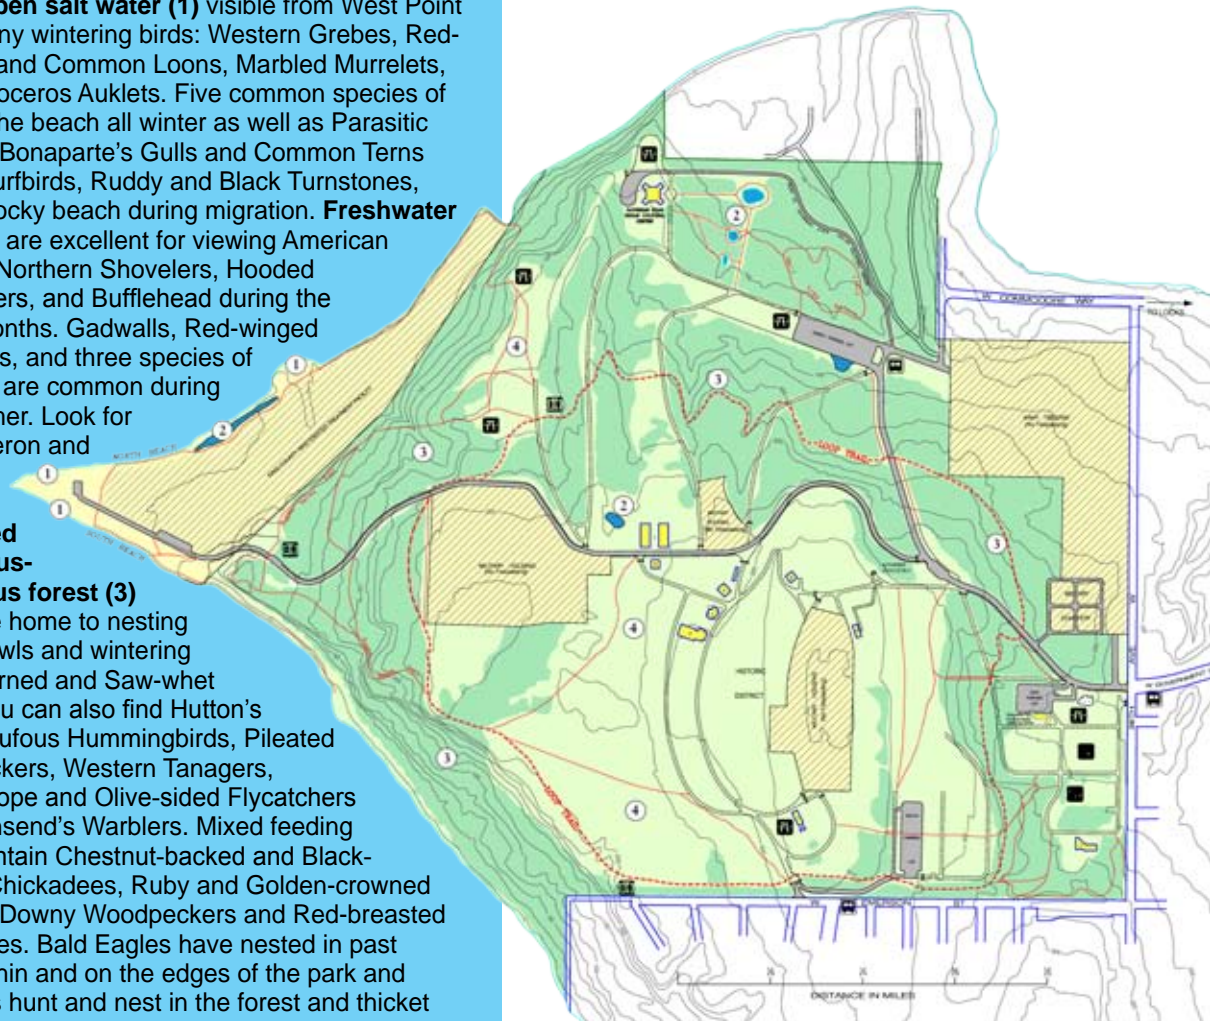 pen salt water (1) visible from West Point
ny wintering birds: Western Grebes, Red-
and Common Loons, Marbled Murrelets,
oceros Auklets. Five common species of
he beach all winter as well as Parasitic
Bonaparte's Gulls and Common Terns
urfbirds, Ruddy and Black Turnstones,
ocky beach during migration. Freshwater
are excellent for viewing American
Northern Shovelers, Hooded
ers, and Bufflehead during the
onths. Gadwalls, Red-winged
s, and three species of
are common during
ner. Look for
eron and
ed
us-
us forest (3)
e home to nesting
wls and wintering
rned and Saw-whet
ou can also find Hutton's
ufous Hummingbirds, Pileated
ckers, Western Tanagers,
ope and Olive-sided Flycatchers
nsend's Warblers. Mixed feeding
ntain Chestnut-backed and Black-
Chickadees, Ruby and Golden-crowned
Downy Woodpeckers and Red-breasted
es. Bald Eagles have nested in past
hin and on the edges of the park and
s hunt and nest in the forest and thicket
2
W COMMODORE WAY
TO LOCKS
4
1
3
2
LOOP TRAIL
3
NORTH BEACH
1
1
SOUTH BEACH
2
3
4
HISTORIC
DISTRICT
W GOVERNMENT
3
LOOP TRAIL
4
W EMERSON ST
DISTANCE IN MILES